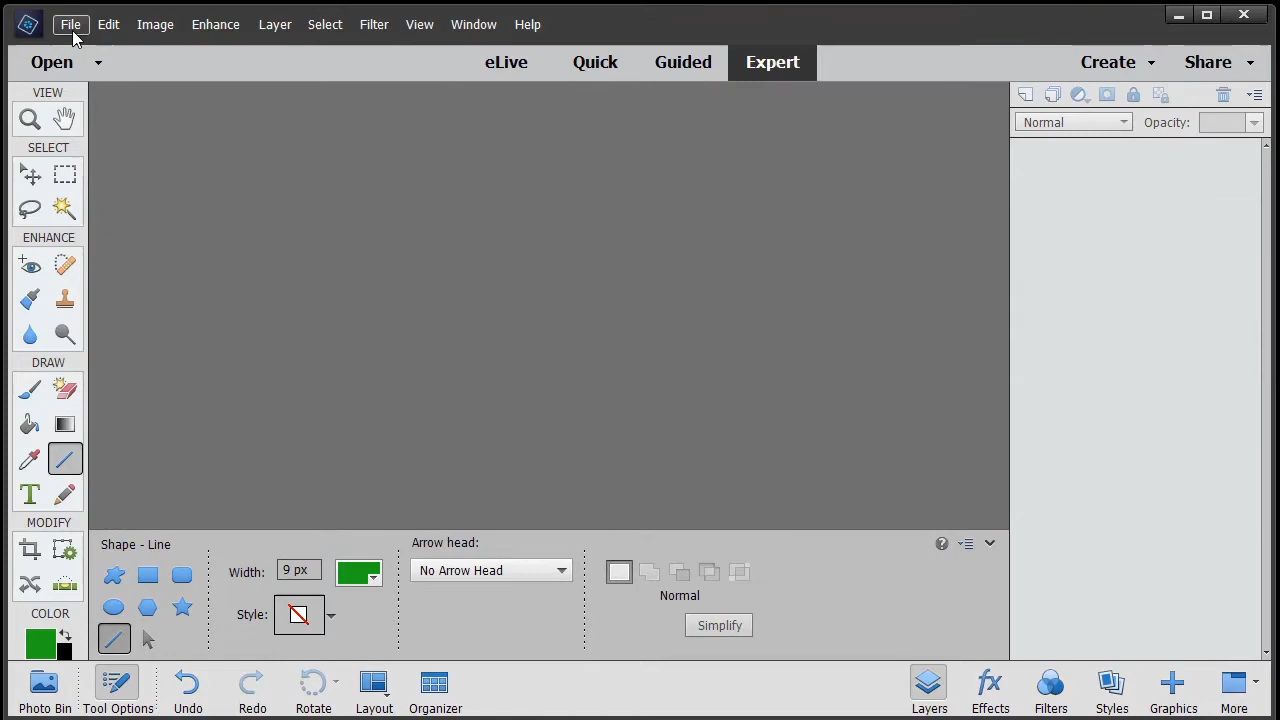 File Edit Image Enhance Layer Select Filter View Window Help
Open eLive Quick Guided Expert Create Share
VIEW
Normal Opacity:
SELECT
ENHANCE
DRAW
T
MODIFY
Shape - Line
Arrow head:
Width: 9 px
No Arrow Head
Normal
Style:
Simplify
COLOR
Photo Bin Tool Options Undo Redo Rotate Layout Organizer Layers Effects Filters Styles Graphics More